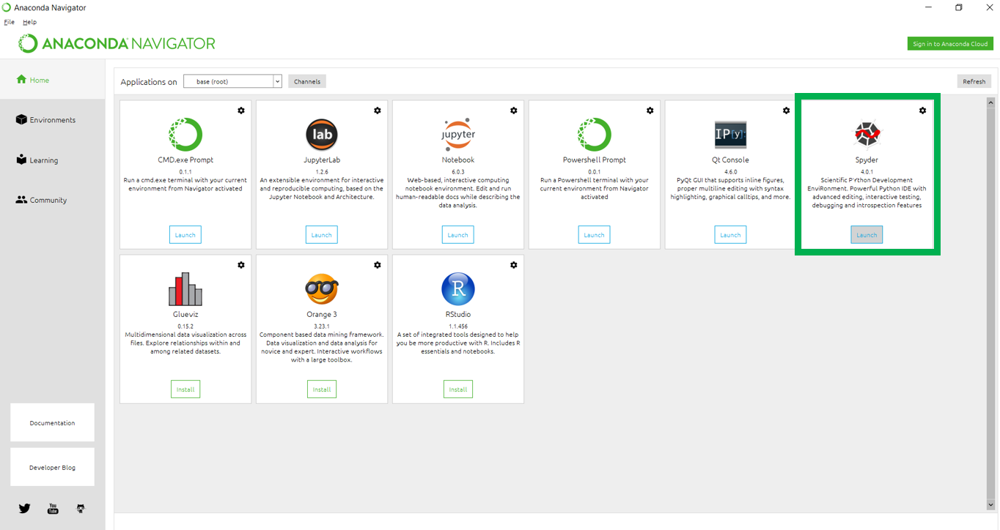 Anaconda Navigator
File Help
ANACONDA NAVIGATOR
Sign in to Anaconda Cloud
Home
Environments
Learning
Community
Documentation
Developer Blog
You
Tube
Applications on
base (root)
Channels
Refresh
CMD.exe Prompt
0.1.1
Run a cmd.exe terminal with your current
environment from Navigator activated
Launch
lab
JupyterLab
1.2.6
An extensible environment for interactive
and reproducible computing, based on the
Jupyter Notebook and Architecture.
Launch
jupyter
Notebook
6.0.3
Web-based, interactive computing
notebook environment. Edit and run
human-readable docs while describing the
data analysis.
Launch
Powershell Prompt
0.0.1
Run a Powershell terminal with your
current environment from Navigator
activated
Launch
IP[y]:
Qt Console
4.6.0
PyQt GUI that supports inline figures,
proper multiline editing with syntax
highlighting, graphical calltips, and more.
Launch
Spyder
4.0.1
Scientific PYthon Development
EnviRonment. Powerful Python IDE with
advanced editing, interactive testing,
debugging and introspection features
Launch
Glueviz
0.15.2
Multidimensional data visualization across
files. Explore relationships within and
among related datasets.
Install
Orange 3
3.23.1
Component based data mining framework.
Data visualization and data analysis for
novice and expert. Interactive workflows
with a large toolbox.
Install
R
RStudio
1.1.456
A set of integrated tools designed to help
you be more productive with R. Includes R
essentials and notebooks.
Install